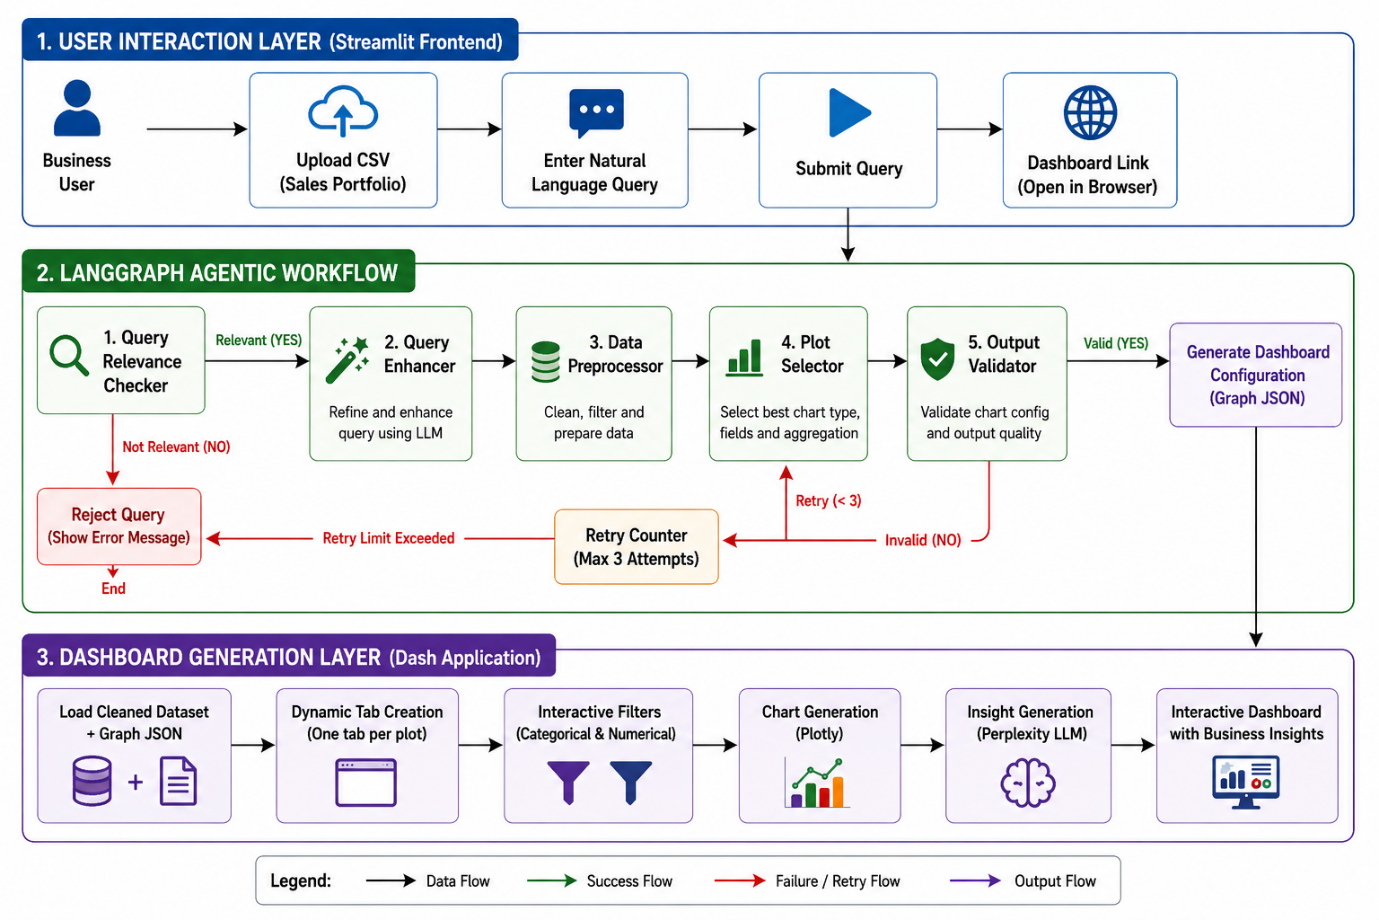 1. USER INTERACTION LAYER (Streamlit Frontend)
Business
User
Upload CSV
(Sales Portfolio)
Enter Natural
Language Query
Submit Query
Dashboard Link
(Open in Browser)
2. LANGGRAPH AGENTIC WORKFLOW
1. Query
Relevance
Checker
Relevant (YES)
2. Query
Enhancer
Refine and enhance
query using LLM
3. Data
Preprocessor
Clean, filter and
prepare data
4. Plot
Selector
Select best chart type,
fields and aggregation
5. Output
Validator
Validate chart config
and output quality
Valid (YES)
Generate Dashboard
Configuration
(Graph JSON)
Not Relevant (NO)
Reject Query
(Show Error Message)
End
Retry Limit Exceeded
Retry Counter
(Max 3 Attempts)
Retry (< 3)
Invalid (NO)
3. DASHBOARD GENERATION LAYER (Dash Application)
Load Cleaned Dataset
+ Graph JSON
+
Dynamic Tab Creation
(One tab per plot)
Interactive Filters
(Categorical & Numerical)
Chart Generation
(Plotly)
Insight Generation
(Perplexity LLM)
Interactive Dashboard
with Business Insights
Legend:
Data Flow
Success Flow
Failure / Retry Flow
Output Flow